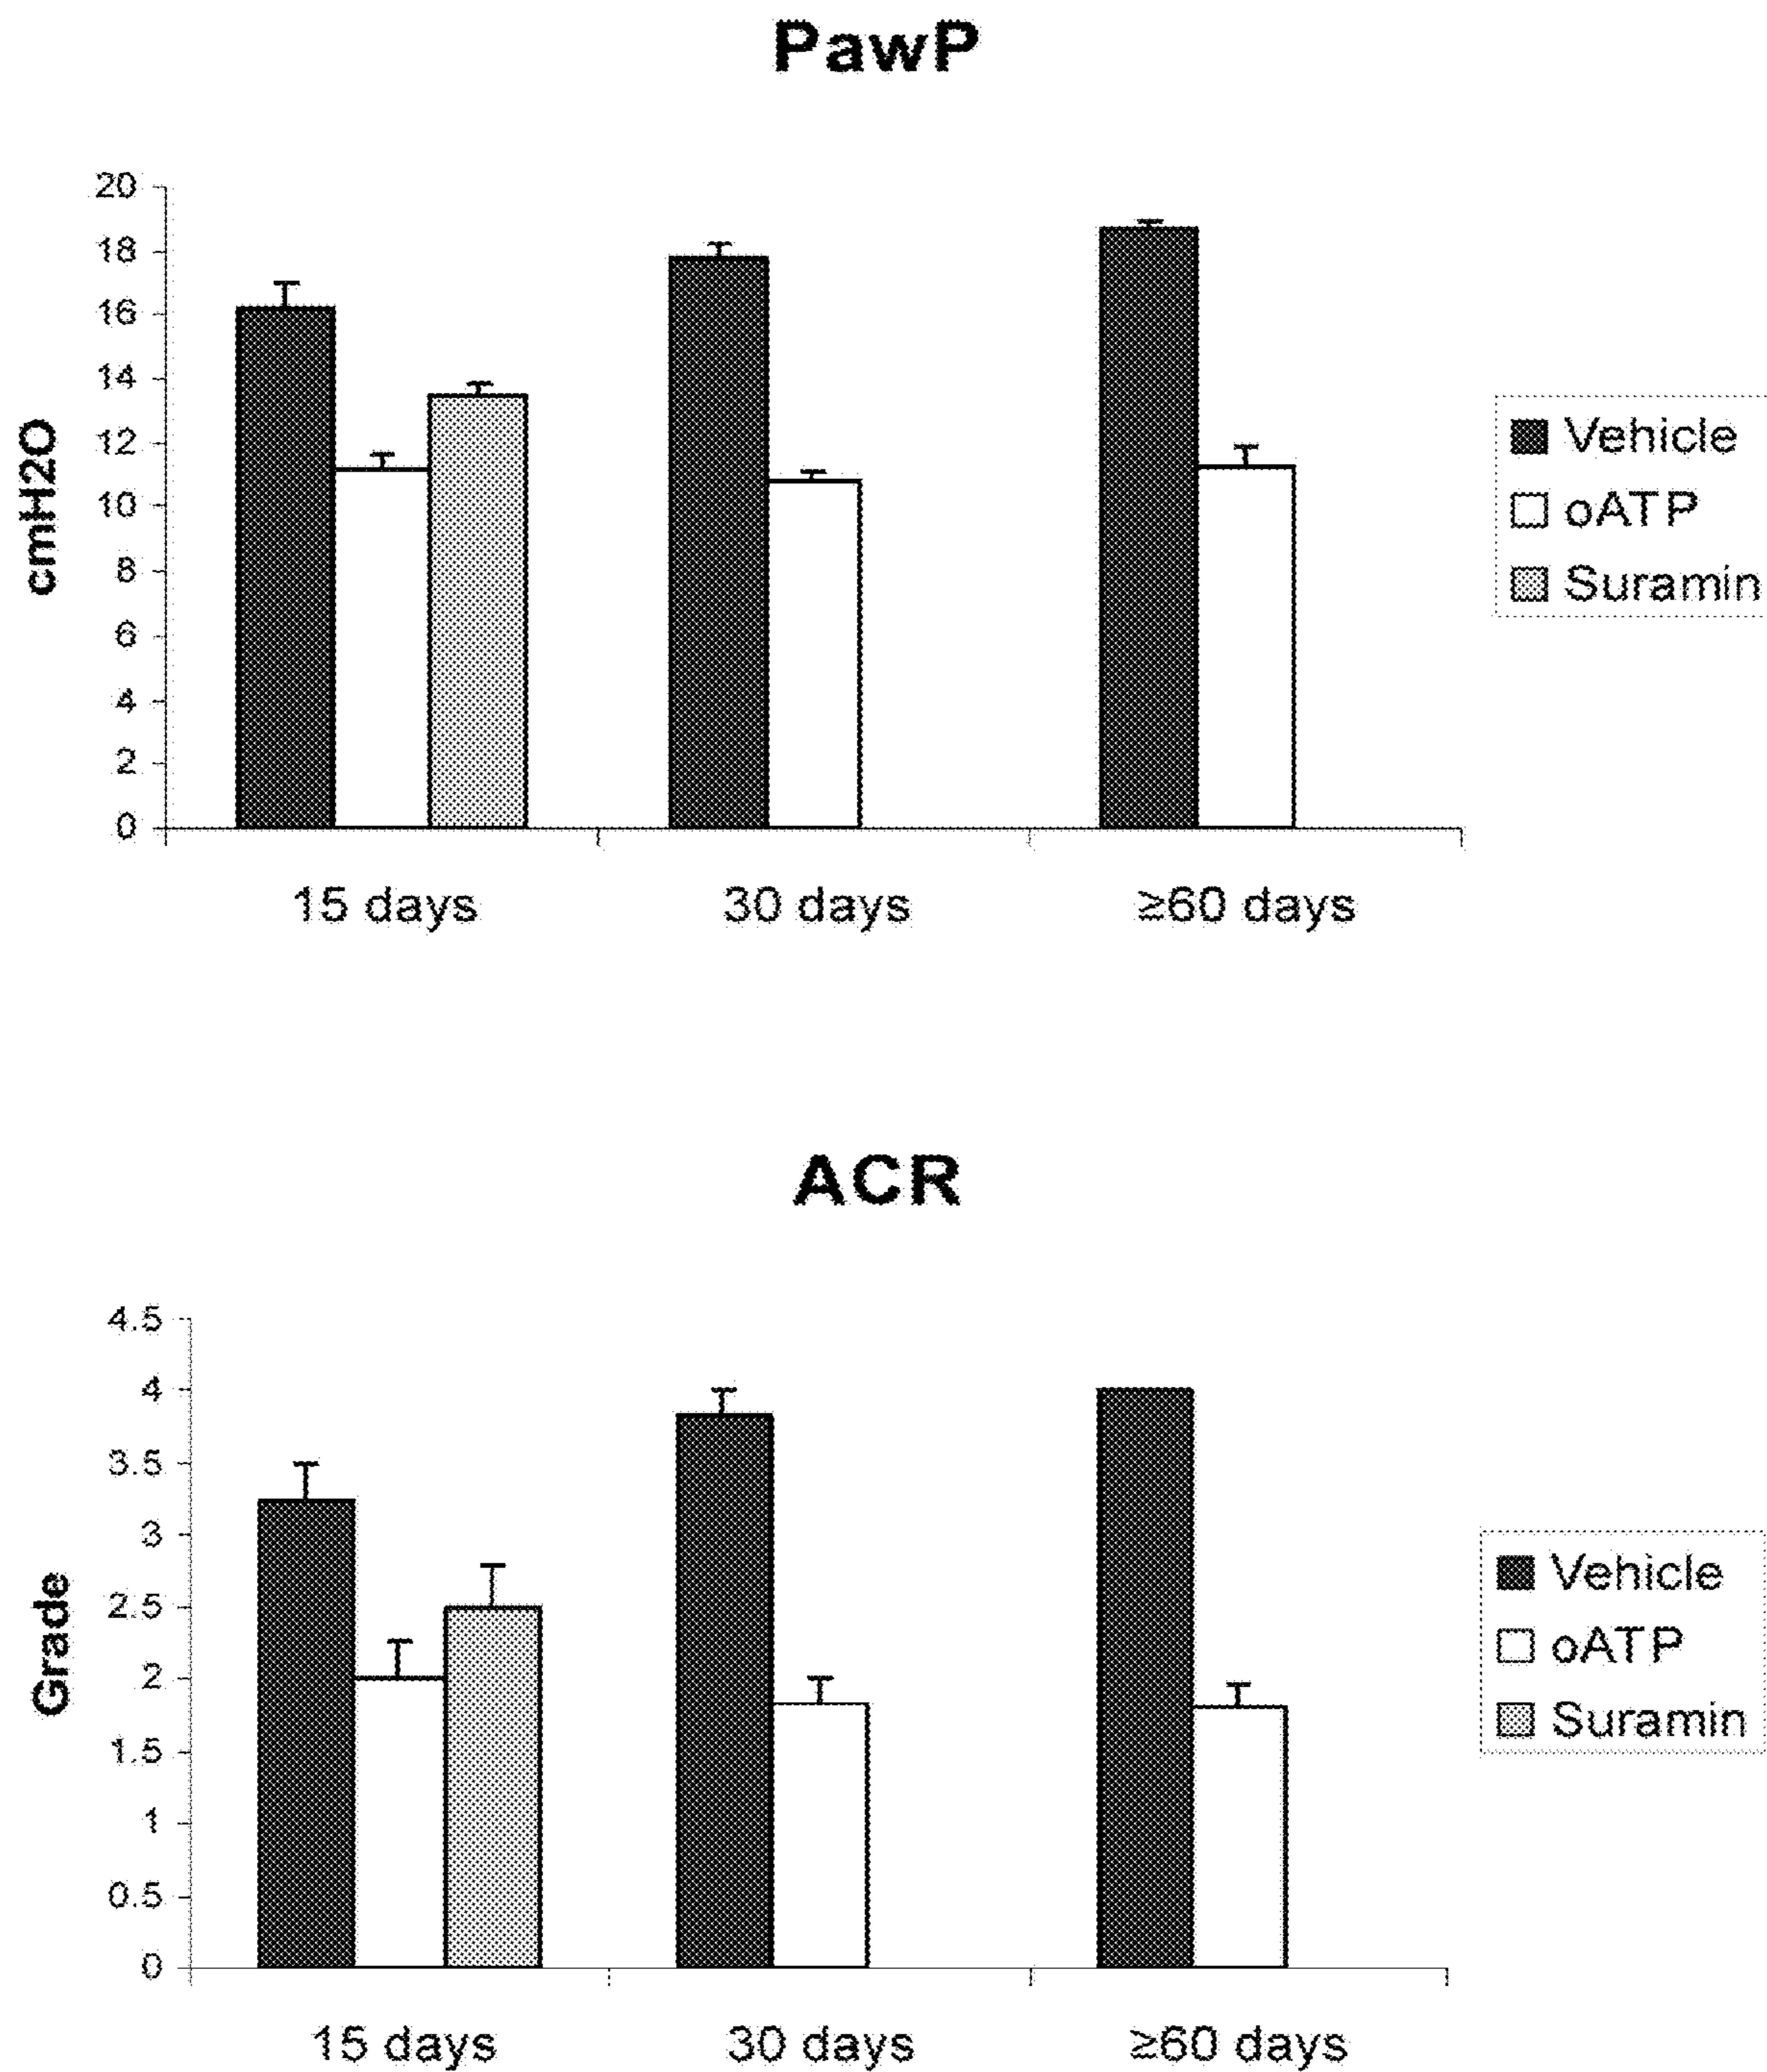 PawP
20
18
16
14
12
10
8
6
4
2
0
cmH2O
15 days
30 days
≥60 days
Vehicle
oATP
Suramin
ACR
4.5
4
3.5
3
2.5
2
1.5
1
0.5
0
Grade
15 days
30 days
≥60 days
Vehicle
oATP
Suramin